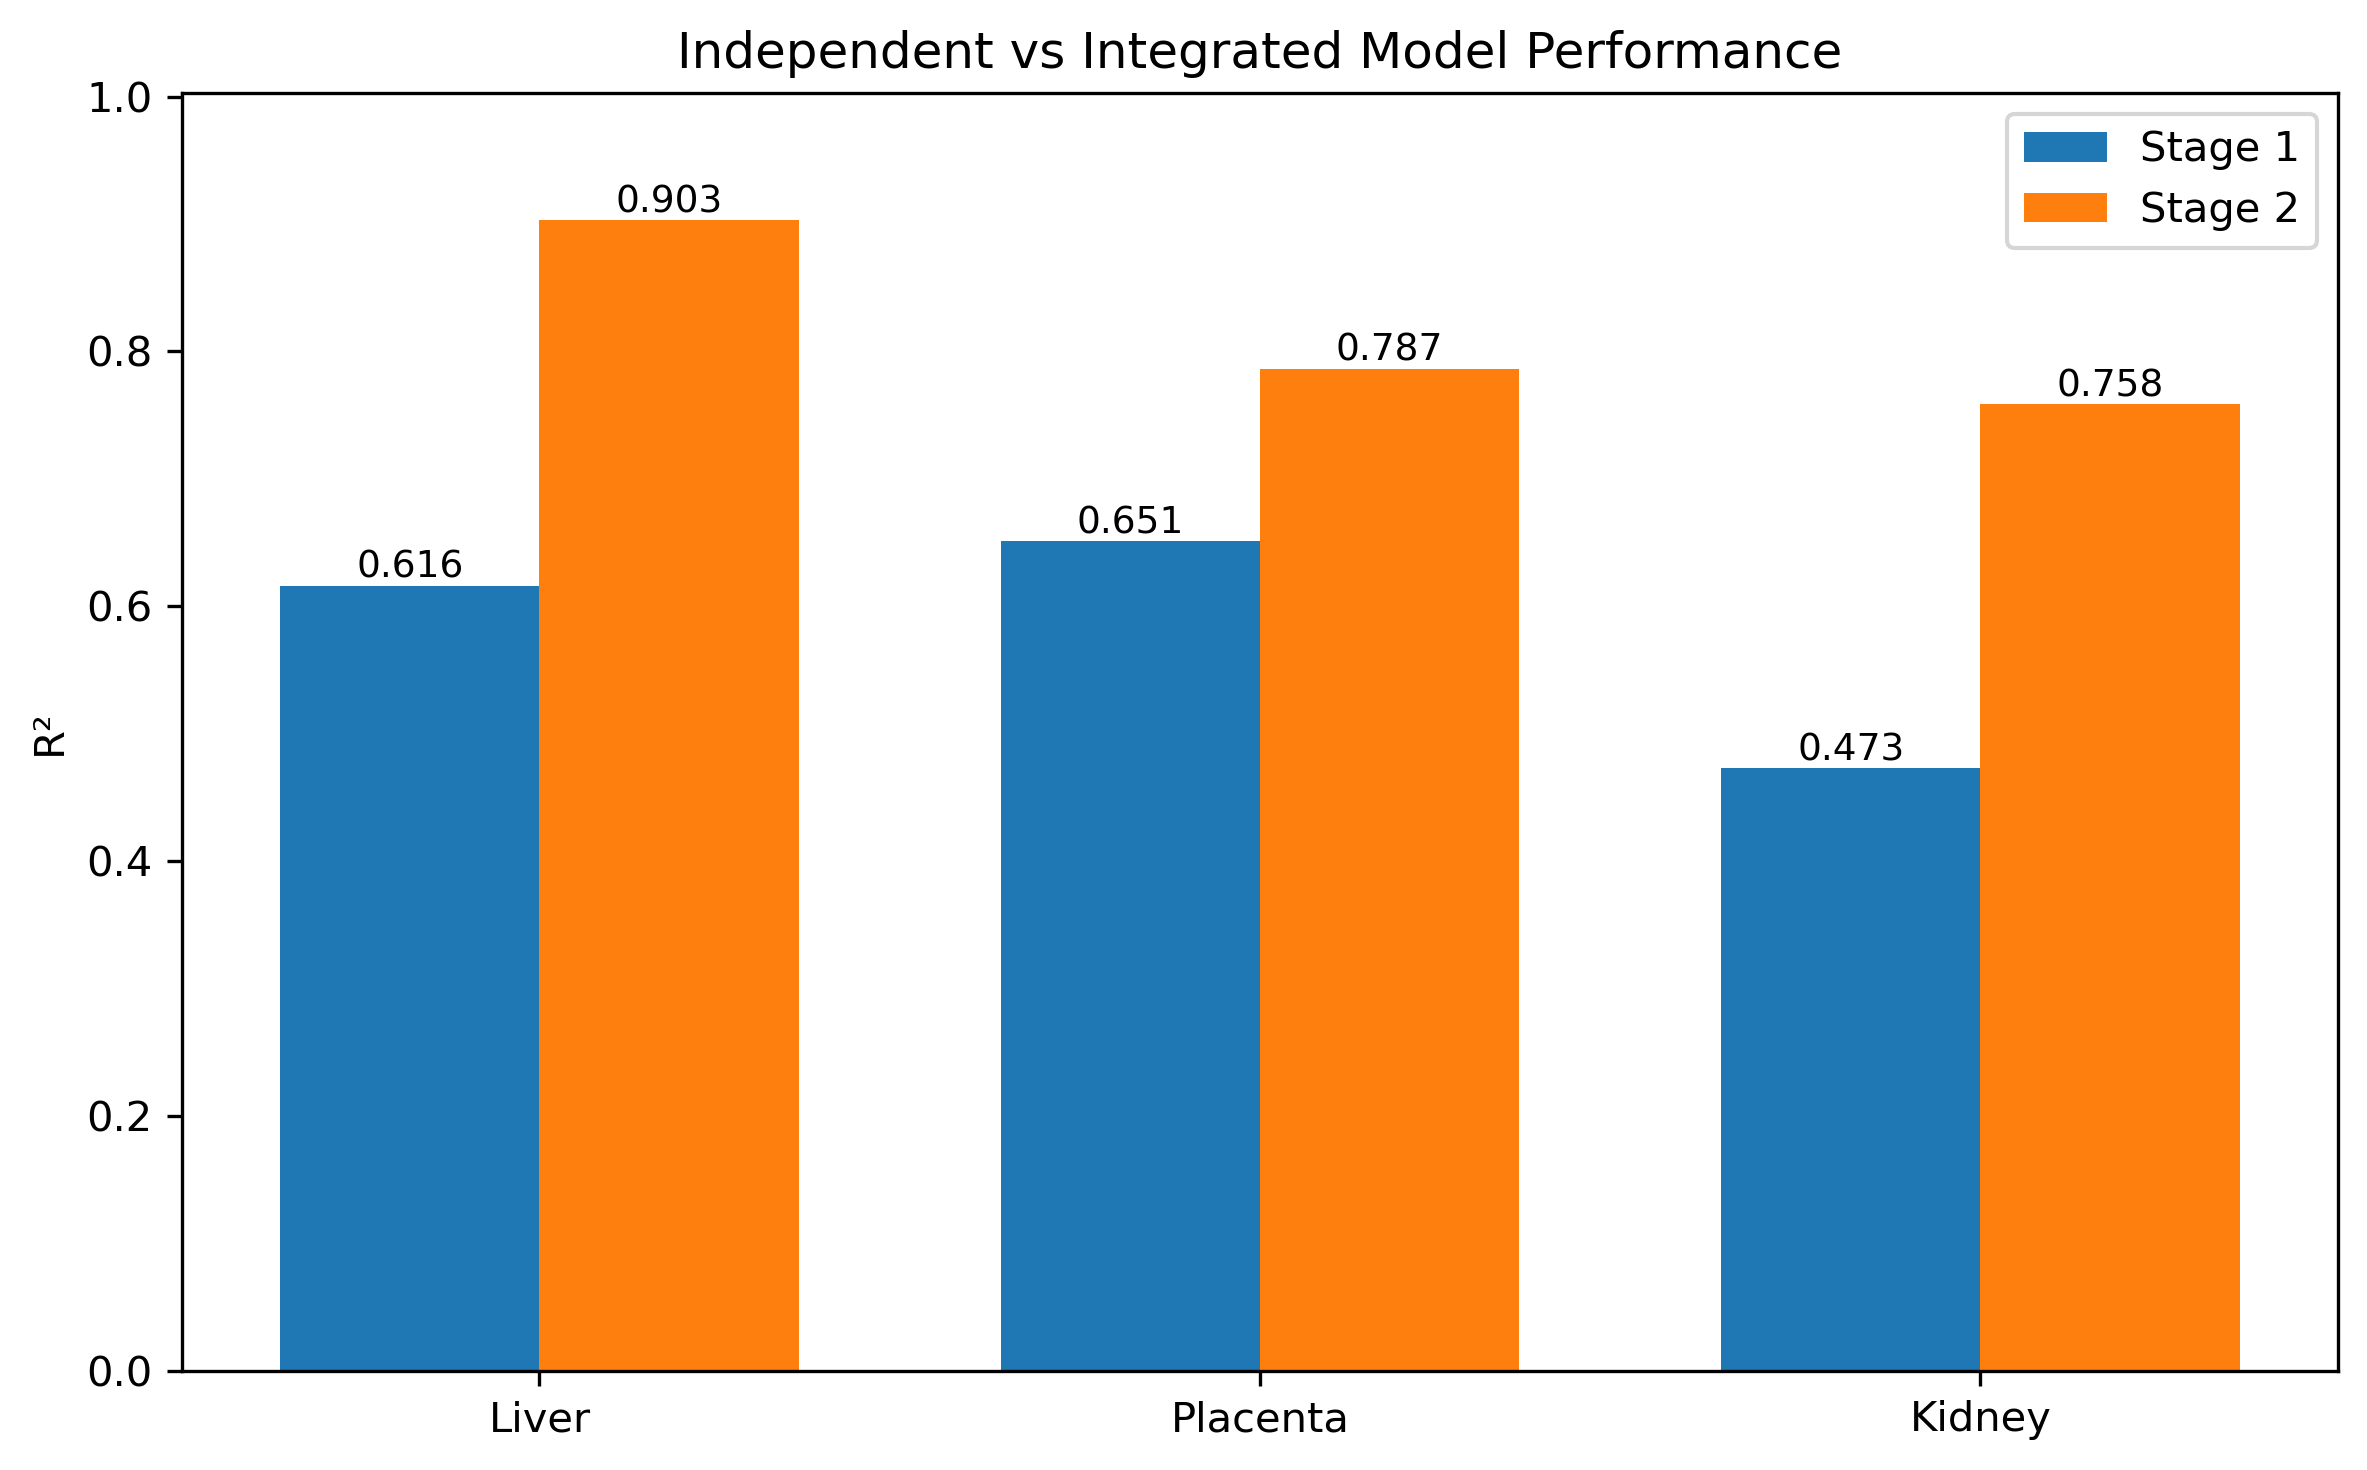 Independent vs Integrated Model Performance
1.0
0.8
0.6
0.4
0.2
0.0
R²
Stage 1
Stage 2
0.616
0.903
0.651
0.787
0.473
0.758
Liver
Placenta
Kidney